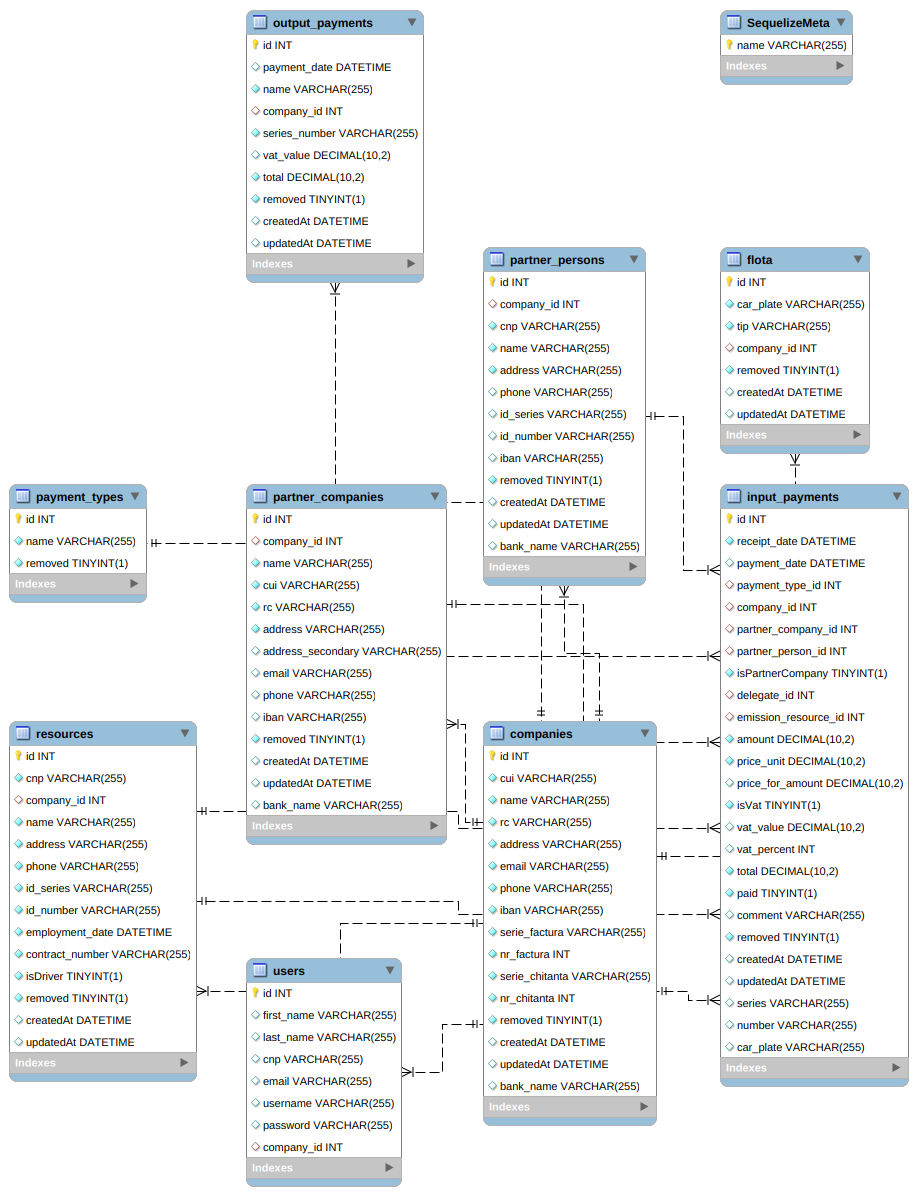 output_payments
id INT
payment_date DATETIME
name VARCHAR(255)
company_id INT
series_number VARCHAR(255)
vat_value DECIMAL(10,2)
total DECIMAL(10,2)
removed TINYINT(1)
createdAt DATETIME
updatedAt DATETIME
Indexes
SequelizeMeta
name VARCHAR(255)
Indexes
partner_persons
id INT
company_id INT
cnp VARCHAR(255)
name VARCHAR(255)
address VARCHAR(255)
phone VARCHAR(255)
id_series VARCHAR(255)
id_number VARCHAR(255)
iban VARCHAR(255)
removed TINYINT(1)
createdAt DATETIME
updatedAt DATETIME
bank_name VARCHAR(255)
Indexes
flota
id INT
car_plate VARCHAR(255)
tip VARCHAR(255)
company_id INT
removed TINYINT(1)
createdAt DATETIME
updatedAt DATETIME
Indexes
payment_types
id INT
name VARCHAR(255)
removed TINYINT(1)
Indexes
partner_companies
id INT
company_id INT
name VARCHAR(255)
cui VARCHAR(255)
rc VARCHAR(255)
address VARCHAR(255)
address_secondary VARCHAR(255)
email VARCHAR(255)
phone VARCHAR(255)
iban VARCHAR(255)
removed TINYINT(1)
createdAt DATETIME
updatedAt DATETIME
bank_name VARCHAR(255)
Indexes
input_payments
id INT
receipt_date DATETIME
payment_date DATETIME
payment_type_id INT
company_id INT
partner_company_id INT
partner_person_id INT
isPartnerCompany TINYINT(1)
delegate_id INT
emission_resource_id INT
amount DECIMAL(10,2)
price_unit DECIMAL(10,2)
price_for_amount DECIMAL(10,2)
isVat TINYINT(1)
vat_value DECIMAL(10,2)
vat_percent INT
total DECIMAL(10,2)
paid TINYINT(1)
comment VARCHAR(255)
removed TINYINT(1)
createdAt DATETIME
updatedAt DATETIME
series VARCHAR(255)
number VARCHAR(255)
car_plate VARCHAR(255)
Indexes
resources
id INT
cnp VARCHAR(255)
company_id INT
name VARCHAR(255)
address VARCHAR(255)
phone VARCHAR(255)
id_series VARCHAR(255)
id_number VARCHAR(255)
employment_date DATETIME
contract_number VARCHAR(255)
isDriver TINYINT(1)
removed TINYINT(1)
createdAt DATETIME
updatedAt DATETIME
Indexes
companies
id INT
cui VARCHAR(255)
name VARCHAR(255)
rc VARCHAR(255)
address VARCHAR(255)
email VARCHAR(255)
phone VARCHAR(255)
iban VARCHAR(255)
serie_factura VARCHAR(255)
nr_factura INT
serie_chitanta VARCHAR(255)
nr_chitanta INT
removed TINYINT(1)
createdAt DATETIME
updatedAt DATETIME
bank_name VARCHAR(255)
Indexes
users
id INT
first_name VARCHAR(255)
last_name VARCHAR(255)
cnp VARCHAR(255)
email VARCHAR(255)
username VARCHAR(255)
password VARCHAR(255)
company_id INT
Indexes